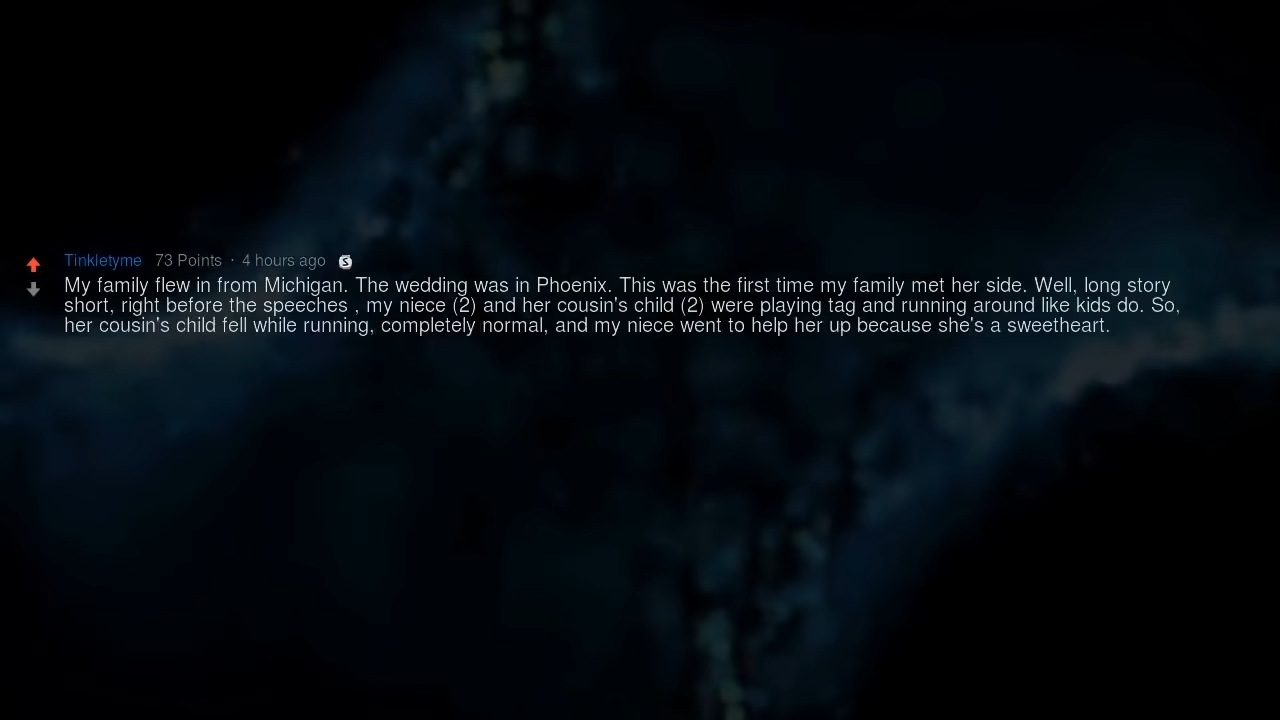 Tinkletyme 73 Points · 4 hours ago S
My family flew in from Michigan. The wedding was in Phoenix. This was the first time my family met her side. Well, long story
short, right before the speeches , my niece (2) and her cousin's child (2) were playing tag and running around like kids do. So,
her cousin's child fell while running, completely normal, and my niece went to help her up because she's a sweetheart.